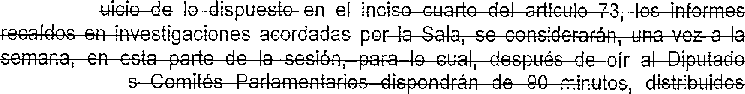 uicio de lo dispuesto en el inciso cuarto del artículo 73, los informes
recaídos en investigaciones acordadas por la Sala, se considerarán, una vez a la
semana, en esta parte de la sesión, para lo cual, después de oír al Diputado
s Comités Parlamentarios dispondrán de 90 minutos, distribuidos